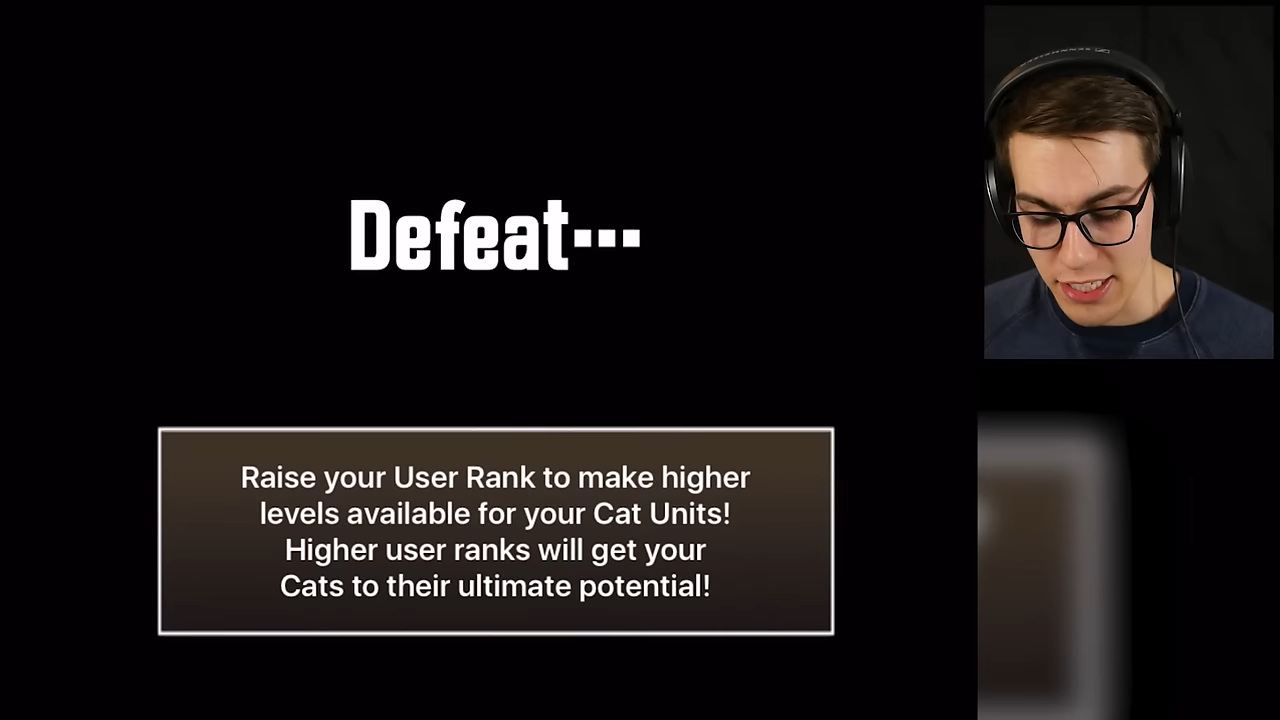 Defeat...
Raise your User Rank to make higher
levels available for your Cat Units!
Higher user ranks will get your
Cats to their ultimate potential!